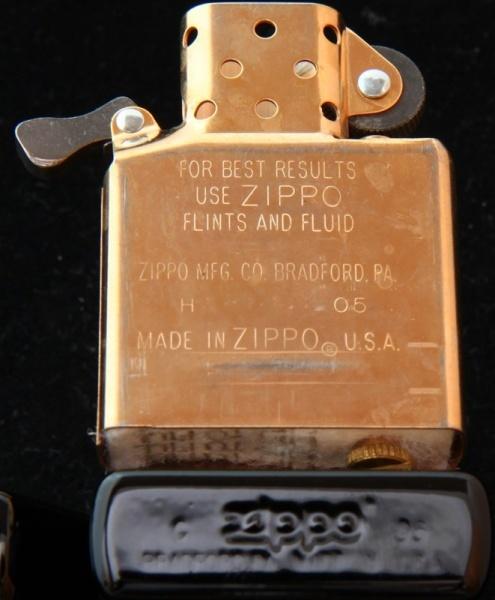 FOR BEST RESULTS
USE ZIPPO
FLINTS AND FLUID
ZIPPO MFG. CO. BRADFORD, PA.
H 05
MADE IN ZIPPO® U.S.A.
zippo